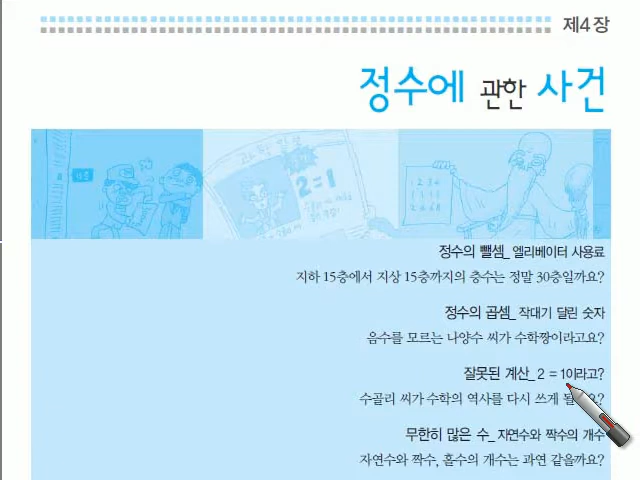 제4장
정수에 관한 사건
2=1
정수의 뺄셈_ 엘리베이터 사용료
지하 15층에서 지상 15층까지의 층수는 정말 30층일까요?
정수의 곱셈_ 작대기 달린 숫자
음수를 모르는 나양수 씨가 수학짱이라고요?
잘못된 계산_ 2 = 1이라고?
수골리 씨가 수학의 역사를 다시 쓰게 될까요?
무한히 많은 수_ 자연수와 짝수의 개수
자연수와 짝수, 홀수의 개수는 과연 같을까요?